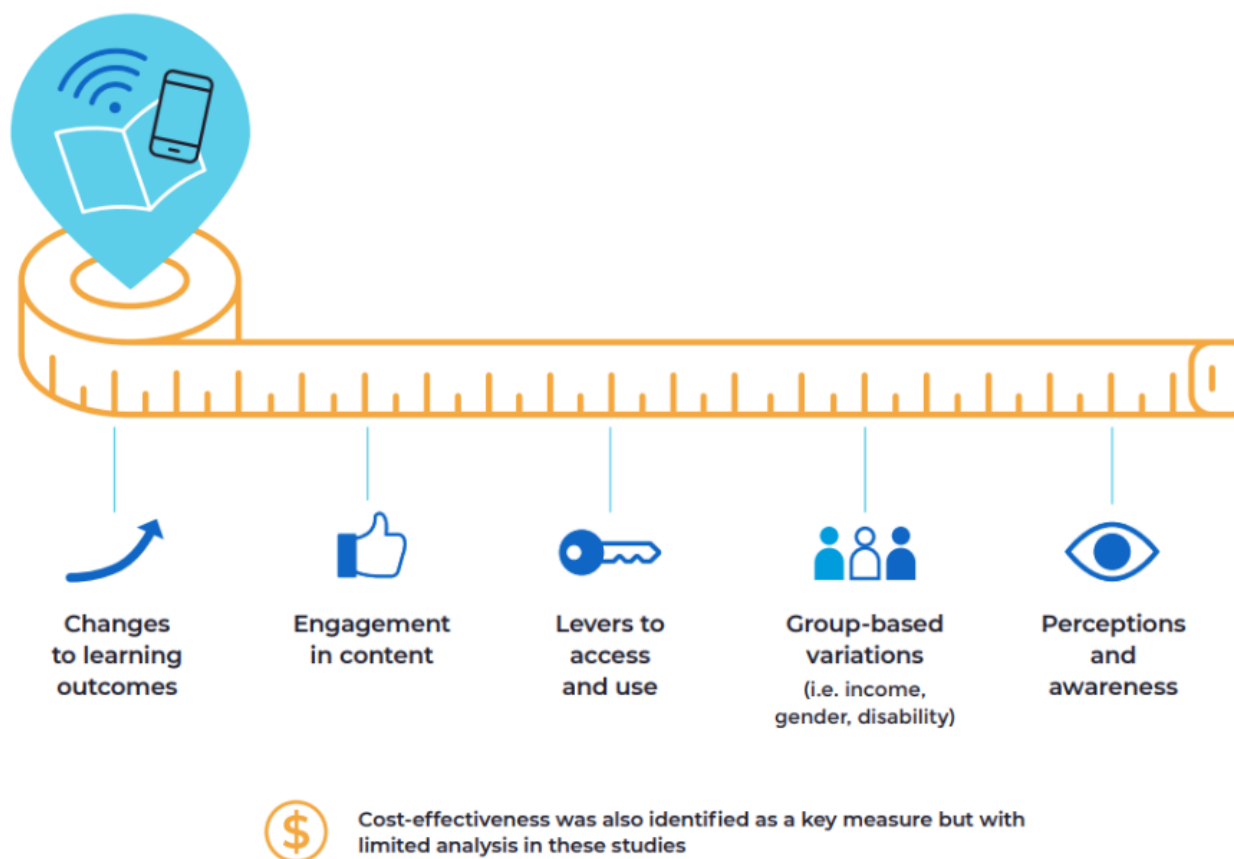 Changes
to learning
outcomes
Engagement
in content
Levers to
access
and use
Group-based
variations
(i.e. income,
gender, disability)
Perceptions
and
awareness
$
Cost-effectiveness was also identified as a key measure but with
limited analysis in these studies